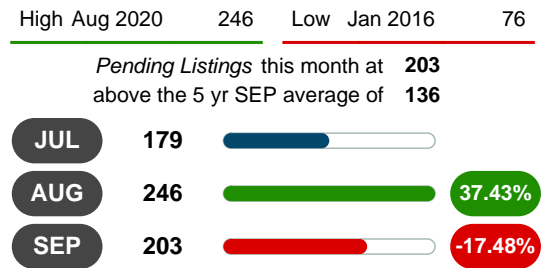 High Aug 2020 246 Low Jan 2016 76
Pending Listings this month at 203
above the 5 yr SEP average of 136
JUL 179
AUG 246 37.43%
SEP 203 -17.48%